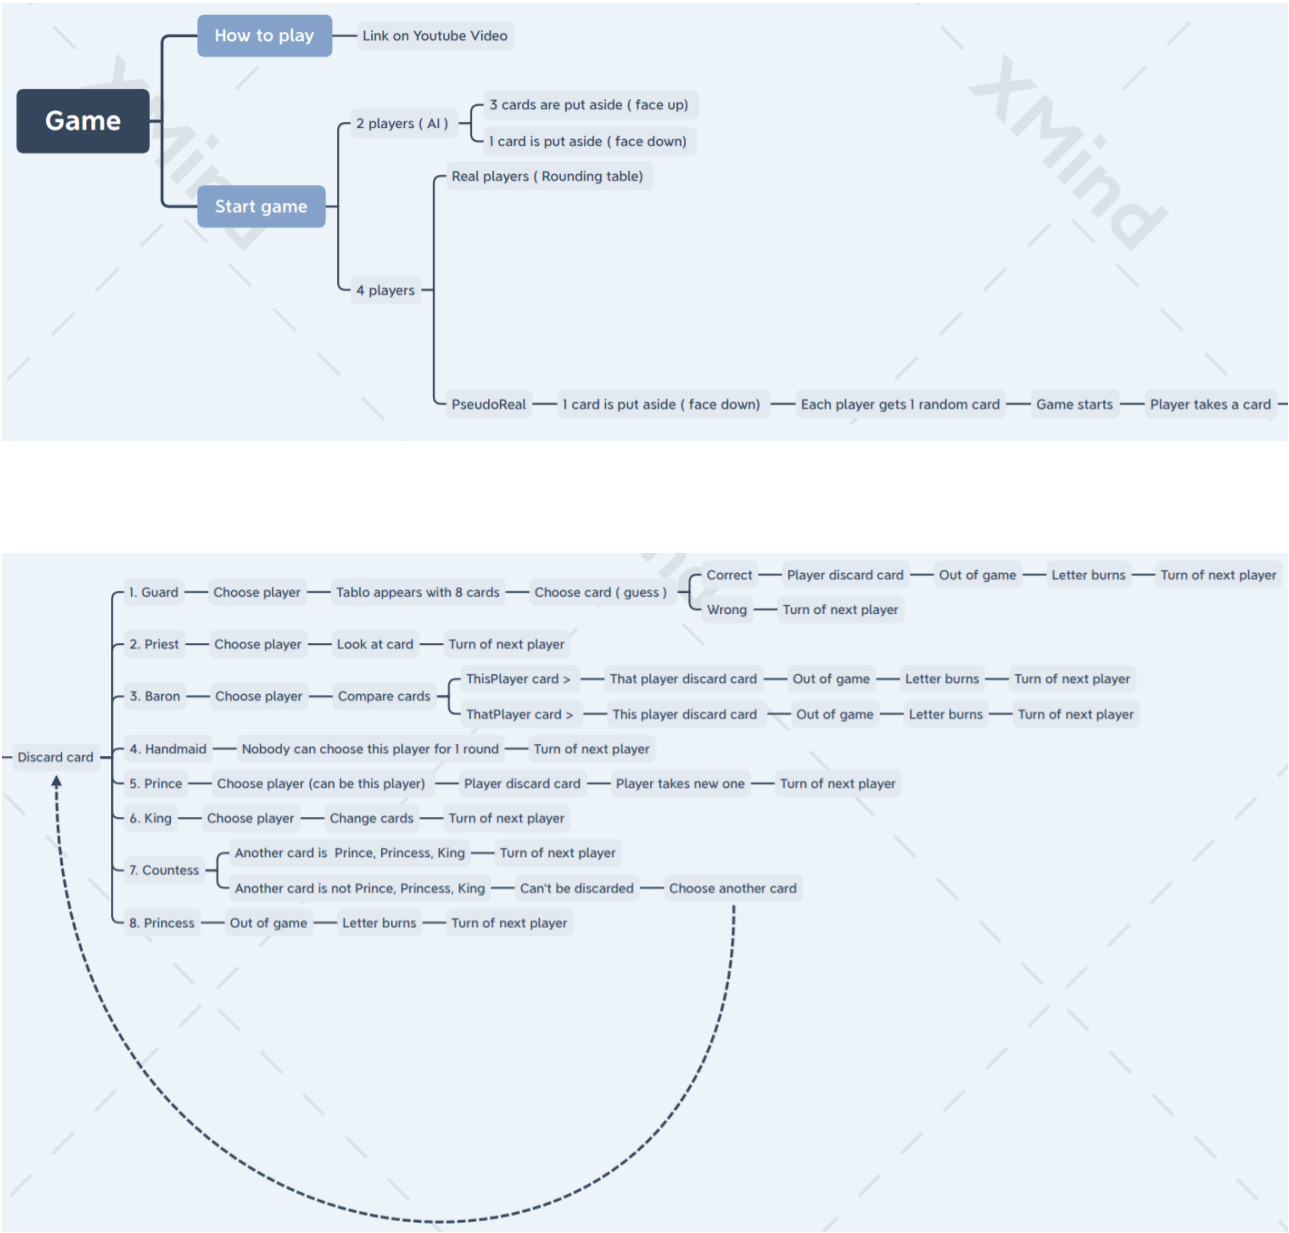 How to play
Link on Youtube Video
Game
Start game
2 players ( AI )
3 cards are put aside ( face up)
1 card is put aside ( face down)
4 players
Real players ( Rounding table)
PseudoReal
1 card is put aside ( face down)
Each player gets 1 random card
Game starts
Player takes a card
XMind
XMind
Discard card
1. Guard
Choose player
Tablo appears with 8 cards
Choose card ( guess )
Correct
Player discard card
Out of game
Letter burns
Turn of next player
Wrong
Turn of next player
2. Priest
Choose player
Look at card
Turn of next player
3. Baron
Choose player
Compare cards
ThisPlayer card >
That player discard card
Out of game
Letter burns
Turn of next player
ThatPlayer card >
This player discard card
Out of game
Letter burns
Turn of next player
4. Handmaid
Nobody can choose this player for 1 round
Turn of next player
5. Prince
Choose player (can be this player)
Player discard card
Player takes new one
Turn of next player
6. King
Choose player
Change cards
Turn of next player
7. Countess
Another card is Prince, Princess, King
Turn of next player
Another card is not Prince, Princess, King
Can't be discarded
Choose another card
8. Princess
Out of game
Letter burns
Turn of next player